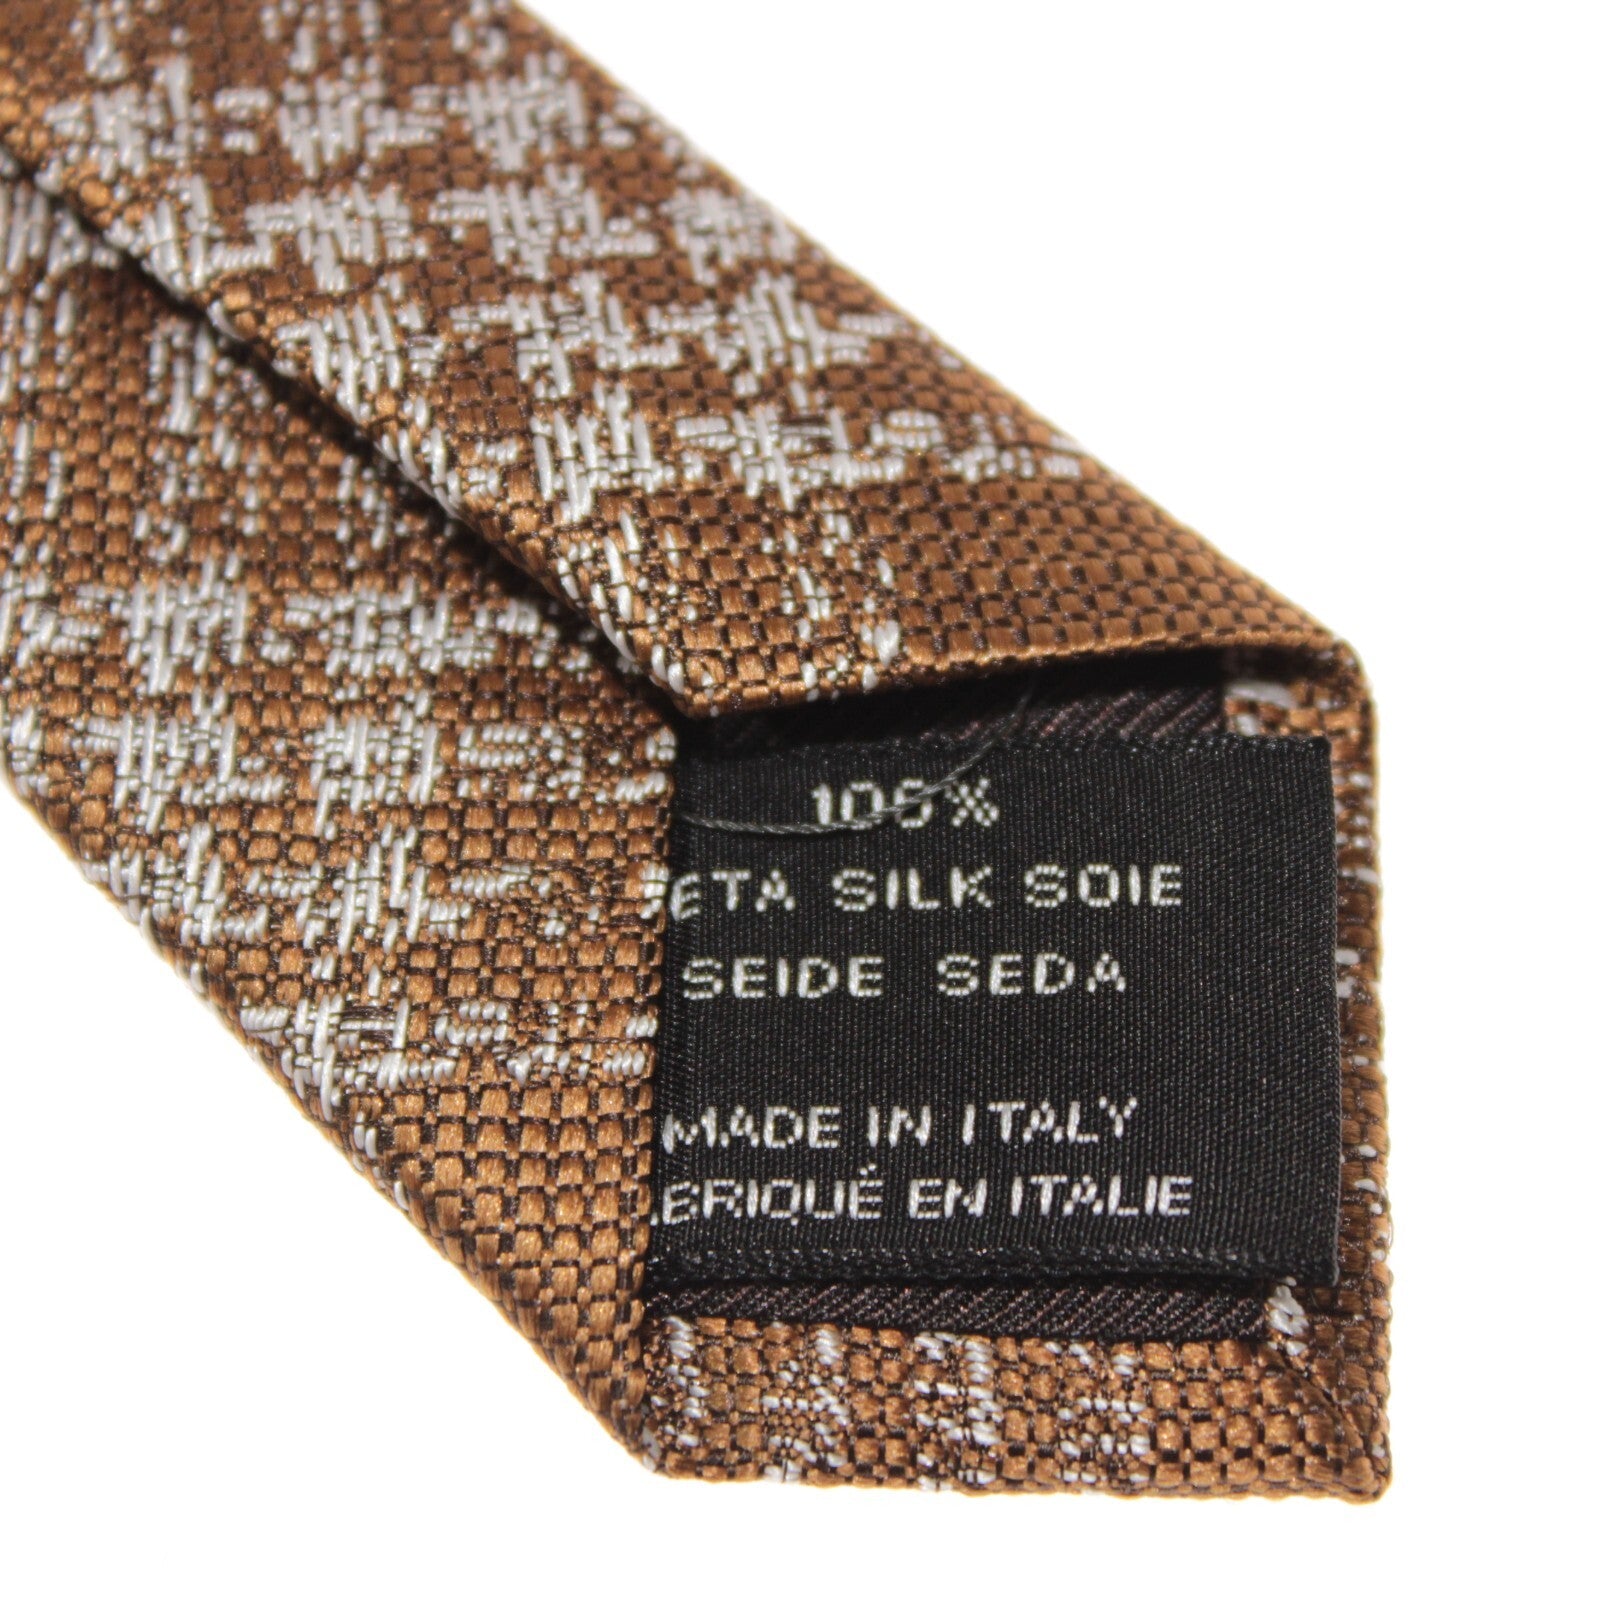 100%
ETA SILK SOIE
SEIDE SEDA
MADE IN ITALY
BRIQUÉ EN ITALIE